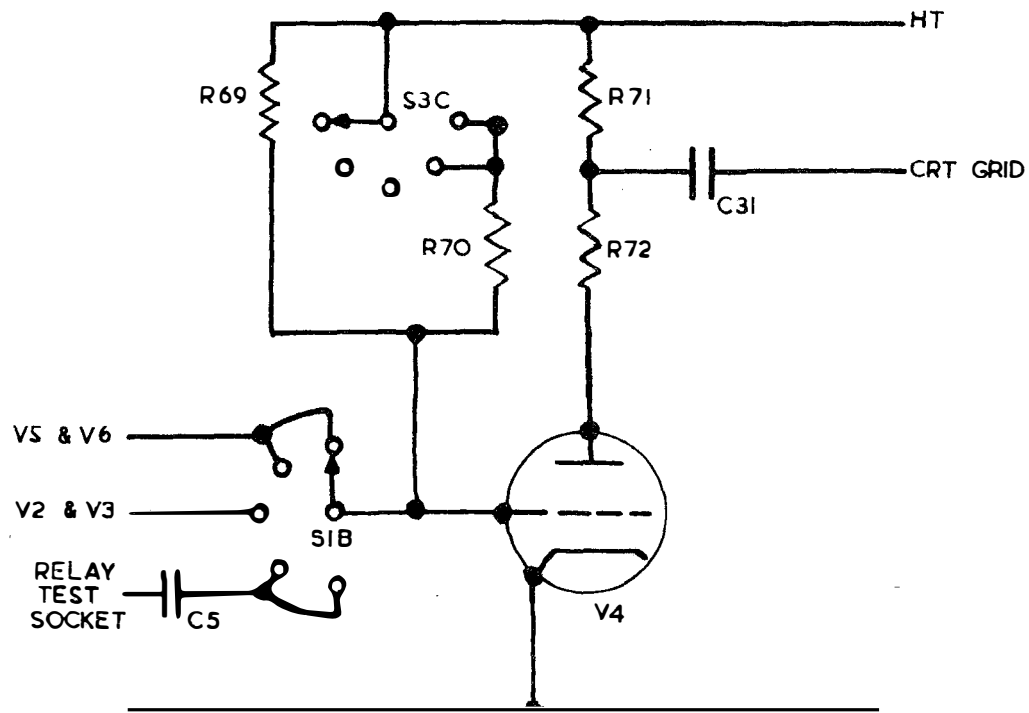 HT
R69
S3C
R71
CRT GRID
C31
R70
R72
V5 & V6
V2 & V3
S1B
RELAY
TEST
SOCKET
C5
V4